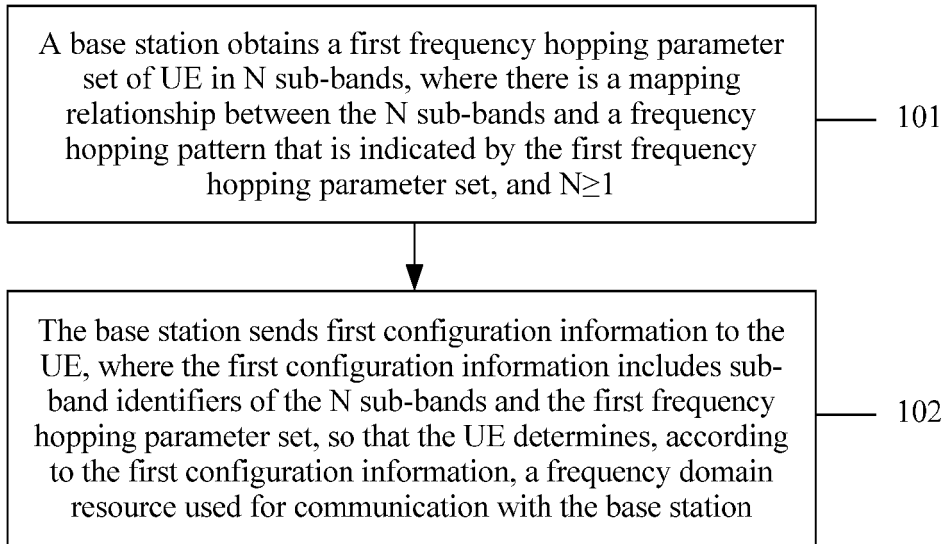 A base station obtains a first frequency hopping parameter
set of UE in N sub-bands, where there is a mapping
relationship between the N sub-bands and a frequency
hopping pattern that is indicated by the first frequency
hopping parameter set, and N≥1
101
The base station sends first configuration information to the
UE, where the first configuration information includes sub-
band identifiers of the N sub-bands and the first frequency
hopping parameter set, so that the UE determines, according
to the first configuration information, a frequency domain
resource used for communication with the base station
102